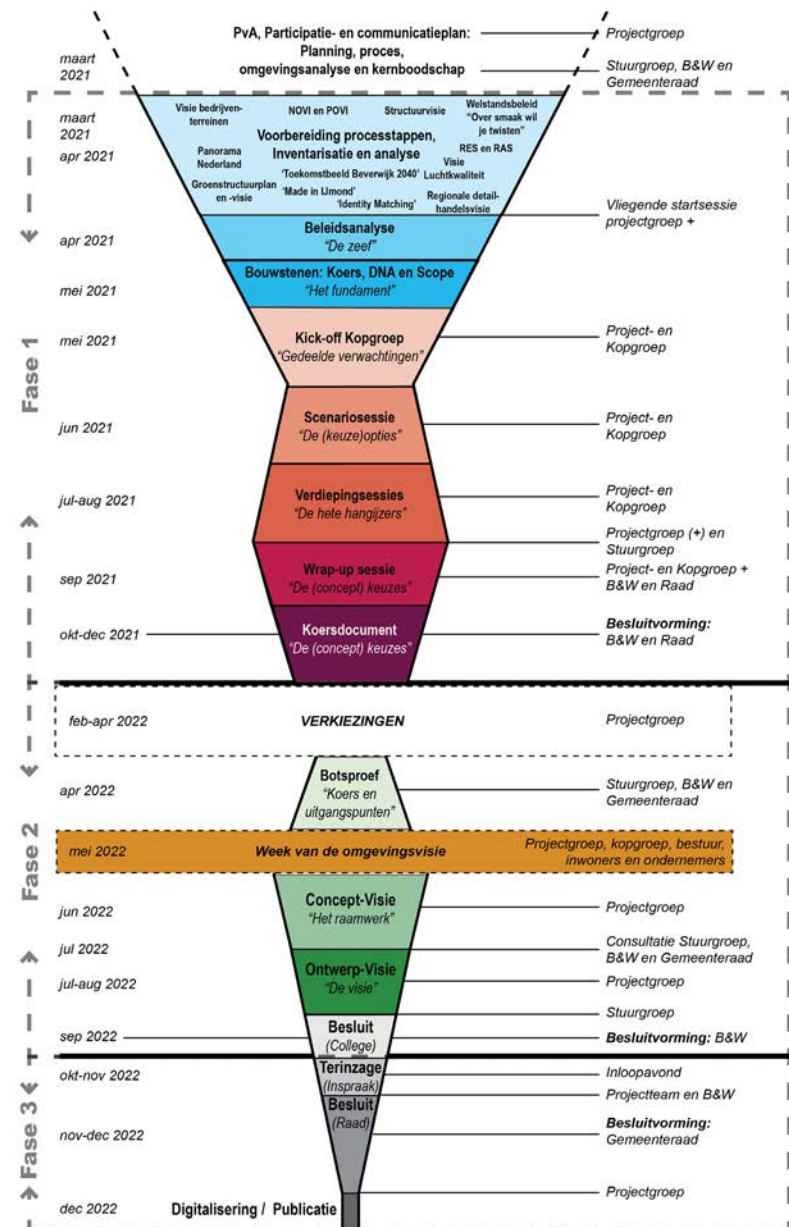 PvA, Participatie- en communicatieplan:
Planning, proces,
omgevingsanalyse en kernboodschap
Projectgroep
Stuurgroep, B&W en
Gemeenteraad
maart
2021
maart
2021
apr 2021
Visie bedrijven-
terreinen
NOVI en POVI
Structuurvisie
Welstandsbeleid
“Over smaak wil
je twisten”
Voorbereiding processtappen,
Inventarisatie en analyse
Panorama
Nederland
RES en RAS
Visie
Luchtkwaliteit
‘Toekomstbeeld Beverwijk 2040’
Groenstructuurplan
en -visie
‘Made in IJmond’
‘Identity Matching’
Regionale detail-
handelsvisie
Vliegende startsessie
projectgroep +
apr 2021
Beleidsanalyse
“De zeef”
mei 2021
Bouwstenen: Koers, DNA en Scope
“Het fundament”
Fase 1
mei 2021
Kick-off Kopgroep
“Gedeelde verwachtingen”
Project- en
Kopgroep
jun 2021
Scenariosessie
“De (keuze)opties”
Project- en
Kopgroep
jul-aug 2021
Verdiepingsessies
“De hete hangijzers”
Project- en
Kopgroep
Projectgroep (+) en
Stuurgroep
sep 2021
Wrap-up sessie
“De (concept) keuzes”
Project- en Kopgroep +
B&W en Raad
okt-dec 2021
Koersdocument
“De (concept) keuzes”
Besluitvorming:
B&W en Raad
feb-apr 2022
VERKIEZINGEN
Projectgroep
apr 2022
Botsproef
“Koers en
uitgangspunten”
Stuurgroep, B&W en
Gemeenteraad
Fase 2
mei 2022
Week van de omgevingsvisie
Projectgroep, kopgroep, bestuur,
inwoners en ondernemers
jun 2022
Concept-Visie
“Het raamwerk”
Projectgroep
jul 2022
Consultatie Stuurgroep,
B&W en Gemeenteraad
jul-aug 2022
Ontwerp-Visie
“De visie”
Projectgroep
Stuurgroep
sep 2022
Besluit
(College)
Besluitvorming: B&W
okt-nov 2022
Terinzage
(Inspraak)
Inloopavond
Projectteam en B&W
Fase 3
nov-dec 2022
Besluit
(Raad)
Besluitvorming:
Gemeenteraad
dec 2022
Digitalisering / Publicatie
Projectgroep